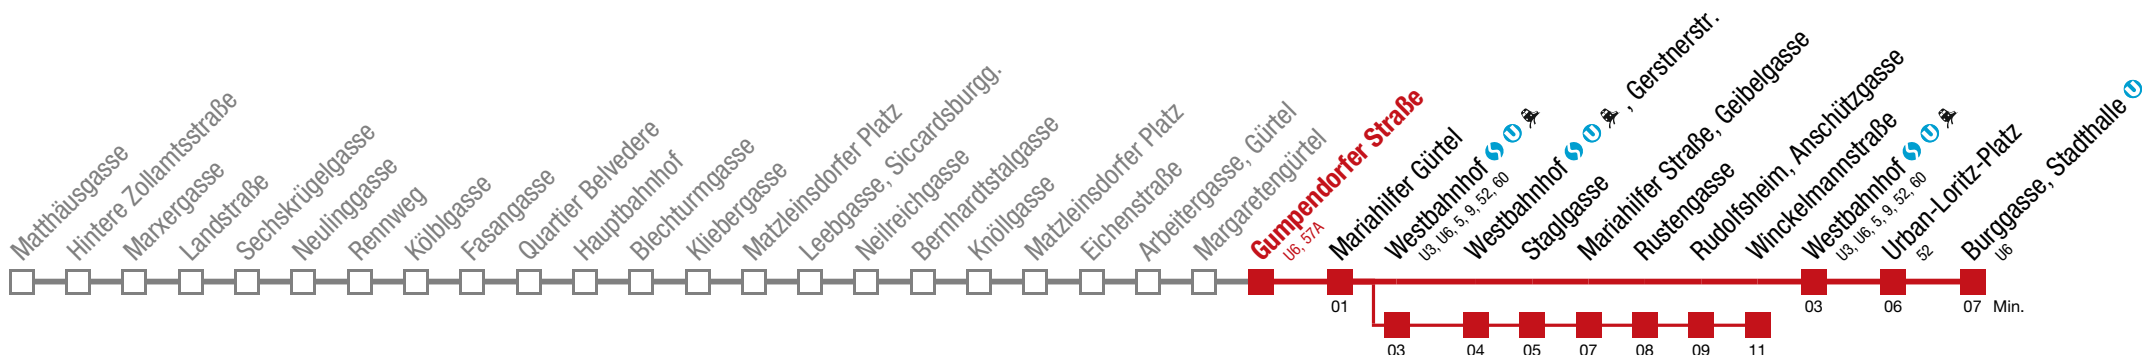 Matthäusgasse
Hintere Zollamtsstraße
Marxergasse
Landstraße
Sechskrügelgasse
Neulinggasse
Rennweg
Kölblgasse
Fasangasse
Quartier Belvedere
Hauptbahnhof
Blechturmgasse
Kliebergasse
Matzleinsdorfer Platz
Leebgasse, Siccardsburgg.
Neilreichgasse
Bernhardtstalgasse
Knöllgasse
Matzleinsdorfer Platz
Eichenstraße
Arbeitergasse, Gürtel
Margaretengürtel
Gumpendorfer Straße
U6, 57A
Mariahilfer Gürtel
Westbahnhof
U3, U6, 5, 9, 52, 60
Westbahnhof , Gerstnerstr.
Staglgasse
Mariahilfer Straße, Geibelgasse
Rustengasse
Rudolfsheim, Anschützgasse
Winckelmannstraße
Westbahnhof
U3, U6, 5, 9, 52, 60
Urban-Loritz-Platz
52
Burggasse, Stadthalle
U6
01 03 06 07 Min.
03 04 05 07 08 09 11